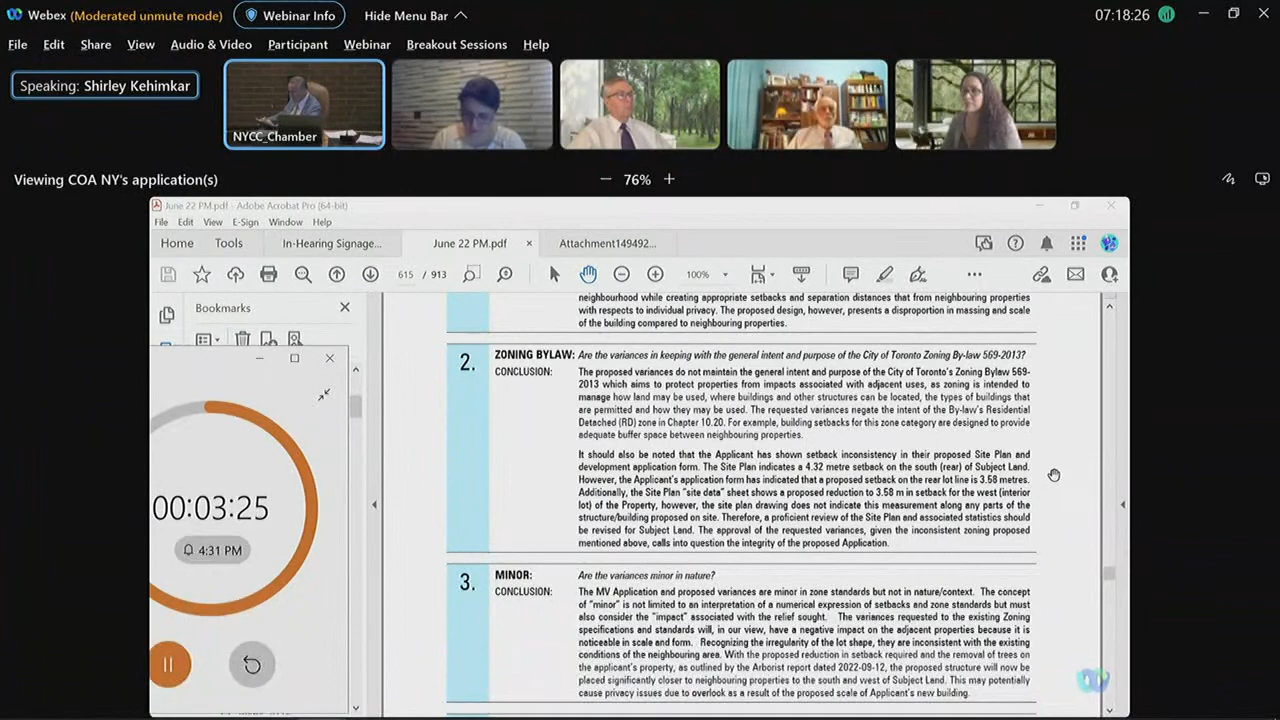 Webex (Moderated unmute mode) Webinar Info Hide Menu Bar 07:18:26
File Edit Share View Audio & Video Participant Webinar Breakout Sessions Help
Speaking: Shirley Kehimkar
NYCC_Chamber
Viewing COA NY's application(s) 76%
June 22 PM.pdf - Adobe Acrobat Pro (64-bit)
File Edit View E-Sign Window Help
Home Tools In-Hearing Signage... June 22 PM.pdf × Attachment149492...
615 / 913 100%
Bookmarks
neighbourhood while creating appropriate setbacks and separation distances that from neighbouring properties
with respects to individual privacy. The proposed design, however, presents a disproportion in massing and scale
of the building compared to neighbouring properties.
2. ZONING BYLAW: Are the variances in keeping with the general intent and purpose of the City of Toronto Zoning By-law 569-2013?
CONCLUSION: The proposed variances do not maintain the general intent and purpose of the City of Toronto's Zoning Bylaw 569-
2013 which aims to protect properties from impacts associated with adjacent uses, as zoning is intended to
manage how land may be used, where buildings and other structures can be located, the types of buildings that
are permitted and how they may be used. The requested variances negate the intent of the By-law's Residential
Detached (RD) zone in Chapter 10.20. For example, building setbacks for this zone category are designed to provide
adequate buffer space between neighbouring properties.
It should also be noted that the Applicant has shown setback inconsistency in their proposed Site Plan and
development application form. The Site Plan indicates a 4.32 metre setback on the south (rear) of Subject Land.
However, the Applicant's application form has indicated that a proposed setback on the rear lot line is 3.58 metres.
Additionally, the Site Plan "site data" sheet shows a proposed reduction to 3.58 m in setback for the west (interior
lot) of the Property, however, the site plan drawing does not indicate this measurement along any parts of the
structure/building proposed on site. Therefore, a proficient review of the Site Plan and associated statistics should
be revised for Subject Land. The approval of the requested variances, given the inconsistent zoning proposed
mentioned above, calls into question the integrity of the proposed Application.
00:03:25
4:31 PM
3. MINOR: Are the variances minor in nature?
CONCLUSION: The MV Application and proposed variances are minor in zone standards but not in nature/context. The concept
of "minor" is not limited to an interpretation of a numerical expression of setbacks and zone standards but must
also consider the "impact" associated with the relief sought. The variances requested to the existing Zoning
specifications and standards will, in our view, have a negative impact on the adjacent properties because it is
noticeable in scale and form. Recognizing the irregularity of the lot shape, they are inconsistent with the existing
conditions of the neighbouring area. With the proposed reduction in setback required and the removal of trees on
the applicant's property, as outlined by the Arborist report dated 2022-09-12, the proposed structure will now be
placed significantly closer to neighbouring properties to the south and west of Subject Land. This may potentially
cause privacy issues due to overlook as a result of the proposed scale of Applicant's new building.